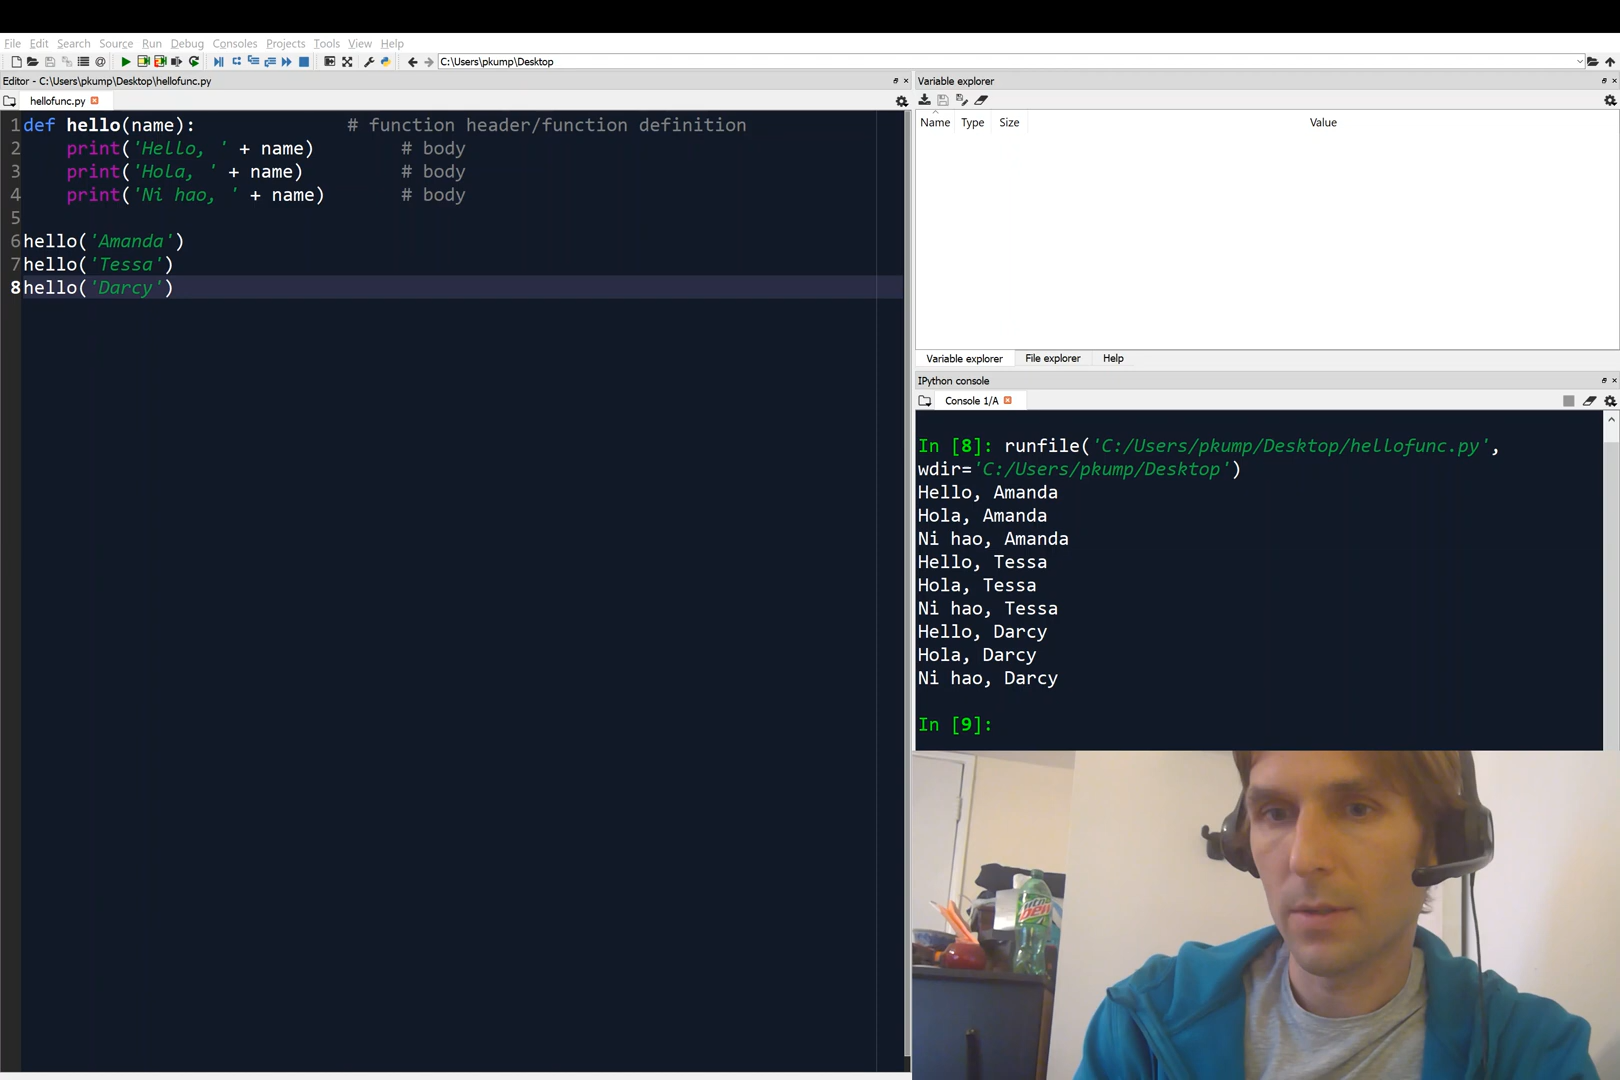 File Edit Search Source Run Debug Consoles Projects Tools View Help
C:\Users\pkump\Desktop
Editor - C:\Users\pkump\Desktop\hellofunc.py
hellofunc.py
1 def hello(name):              # function header/function definition
2     print('Hello, ' + name)        # body
3     print('Hola, ' + name)         # body
4     print('Ni hao, ' + name)       # body
5
6 hello('Amanda')
7 hello('Tessa')
8 hello('Darcy')
Variable explorer
Name Type Size Value
Variable explorer File explorer Help
IPython console
Console 1/A
In [8]: runfile('C:/Users/pkump/Desktop/hellofunc.py',
wdir='C:/Users/pkump/Desktop')
Hello, Amanda
Hola, Amanda
Ni hao, Amanda
Hello, Tessa
Hola, Tessa
Ni hao, Tessa
Hello, Darcy
Hola, Darcy
Ni hao, Darcy
In [9]:
Mtn
Dew